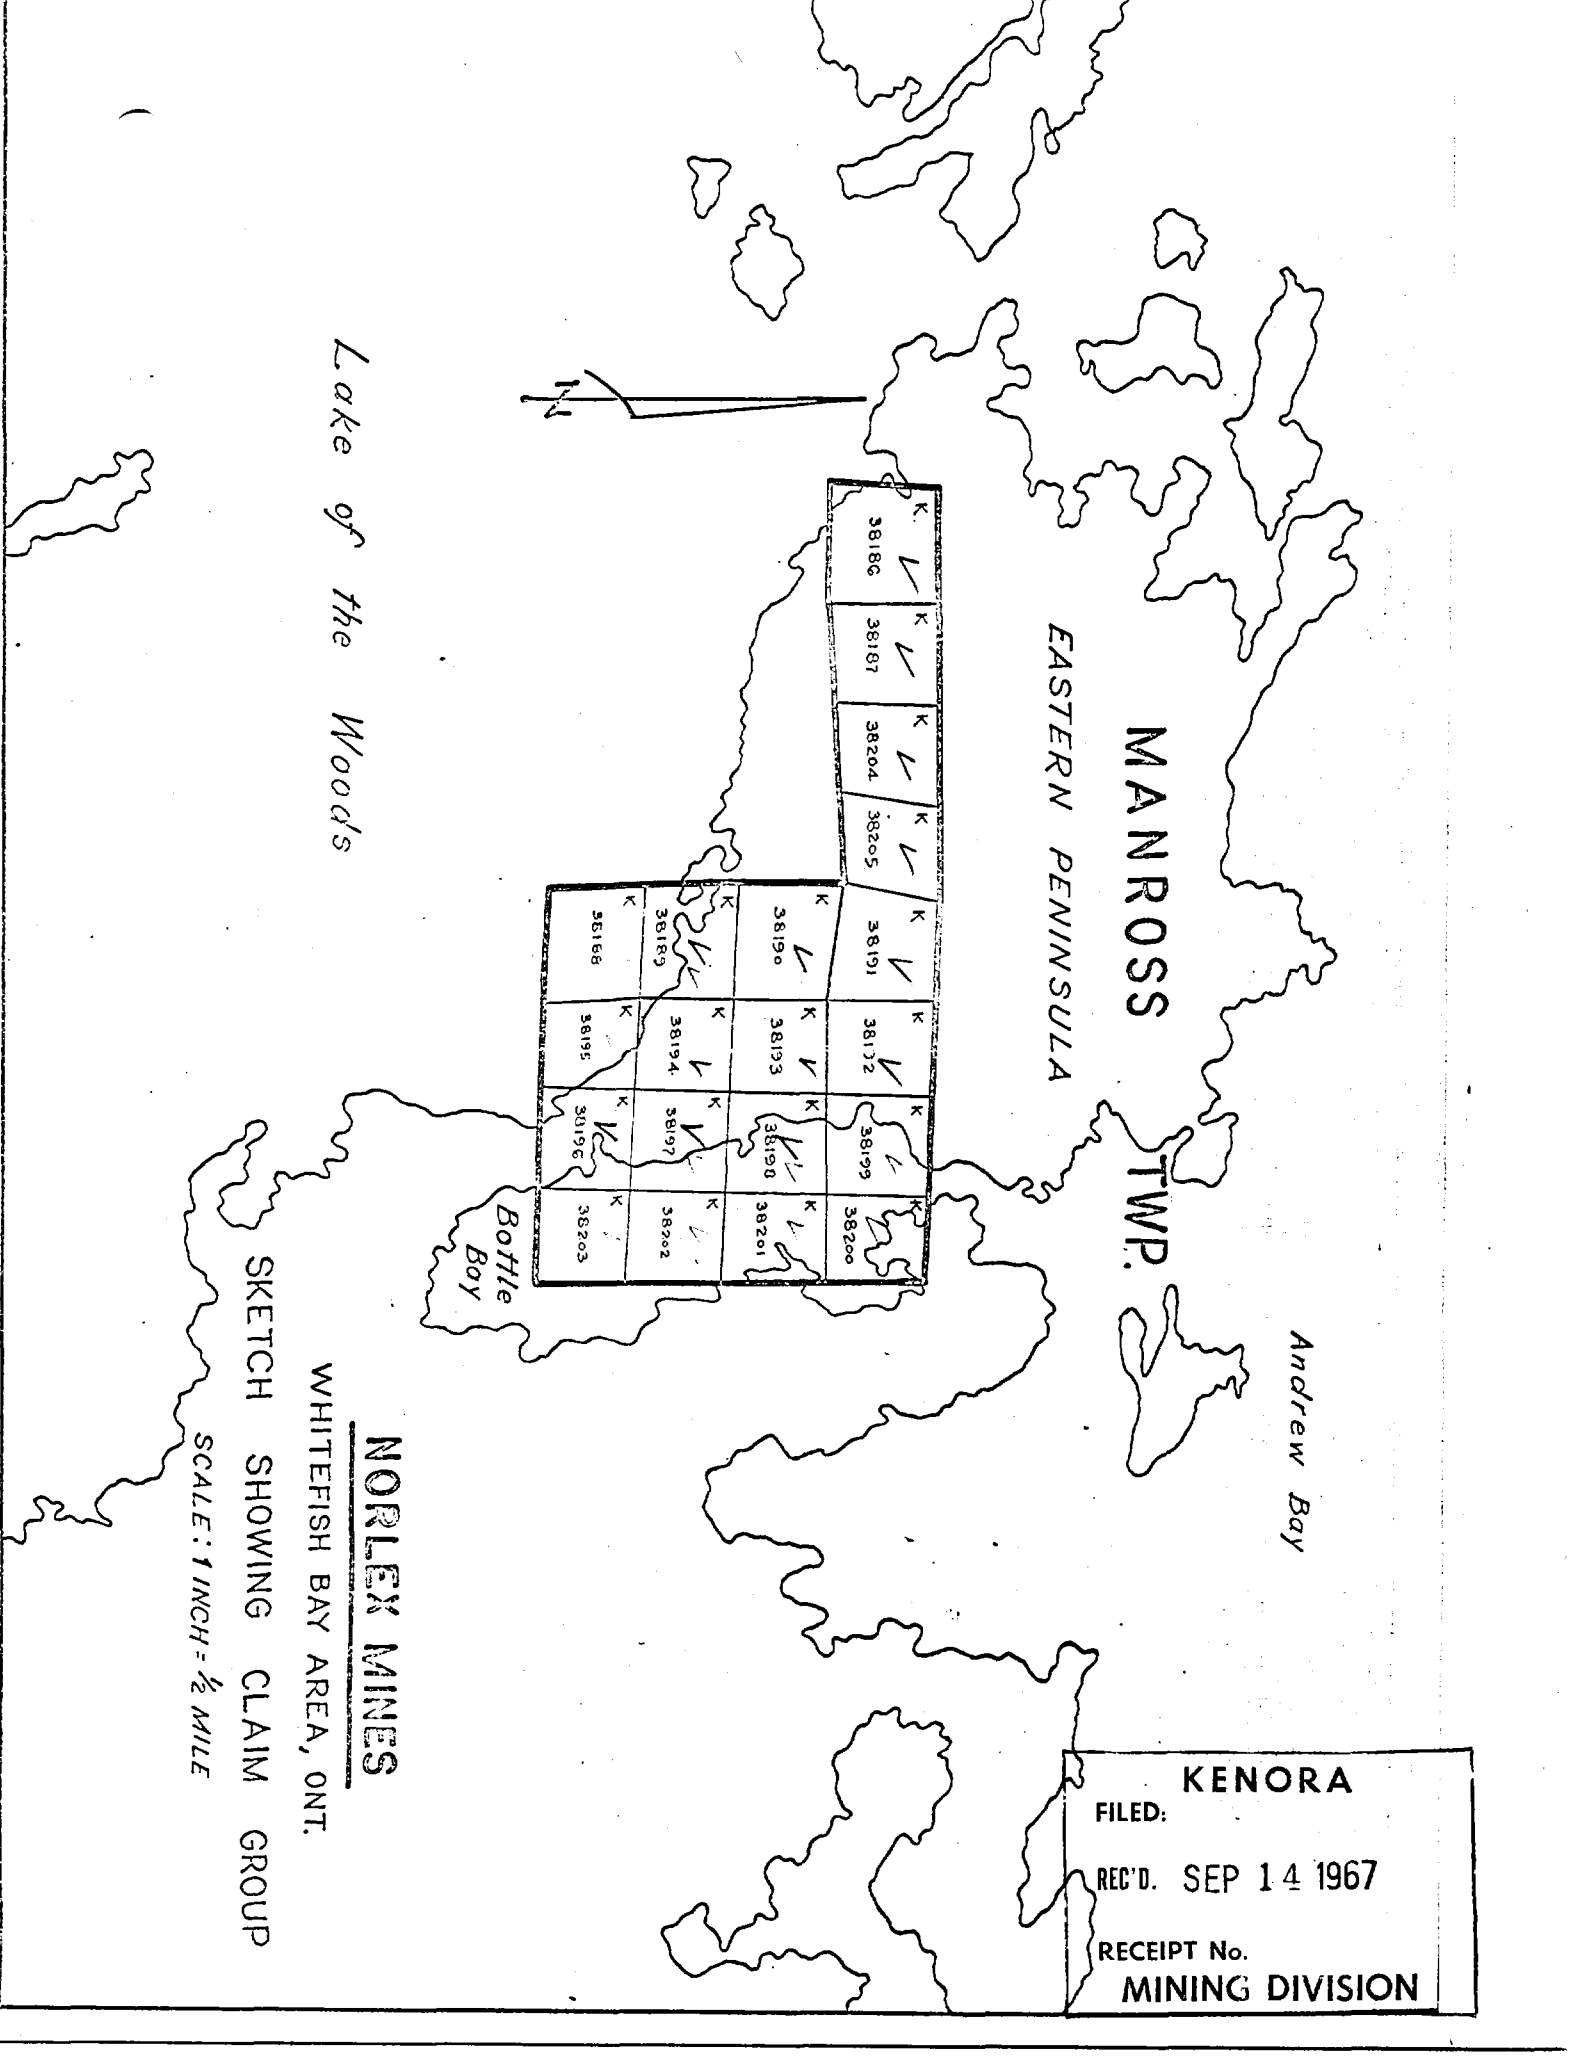 MANROSS TWP.
EASTERN PENINSULA
Andrew Bay
Lake of the Woods
Bottle Bay
N
K. 38186
K 38187
K 38204
K 38205
K 38191
K 38192
K 38199
K 38200
K 38190
K 38193
K 38198
K 38201
K 38189
K 38194
K 38197
K 38202
K 38188
K 38195
K 38196
K 38203
NORLEX MINES
WHITEFISH BAY AREA, ONT.
SKETCH SHOWING CLAIM GROUP
SCALE: 1 INCH = 1/2 MILE
KENORA
FILED:
REC'D. SEP 14 1967
RECEIPT No.
MINING DIVISION